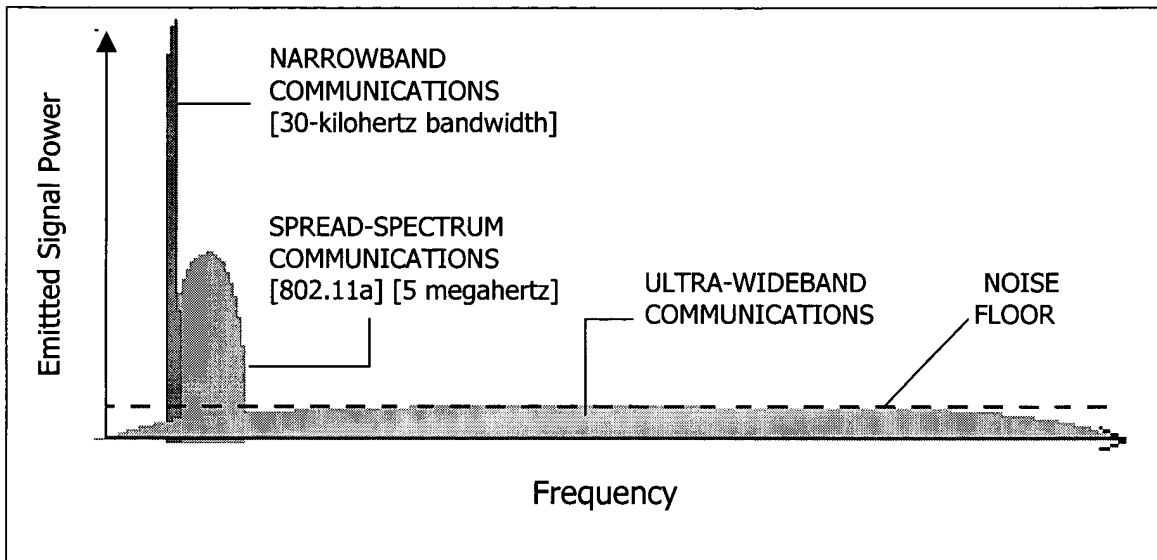 NARROWBAND
COMMUNICATIONS
[30-kilohertz bandwidth]
SPREAD-SPECTRUM
COMMUNICATIONS
[802.11a] [5 megahertz]
ULTRA-WIDEBAND
COMMUNICATIONS
NOISE
FLOOR
Emittted Signal Power
Frequency